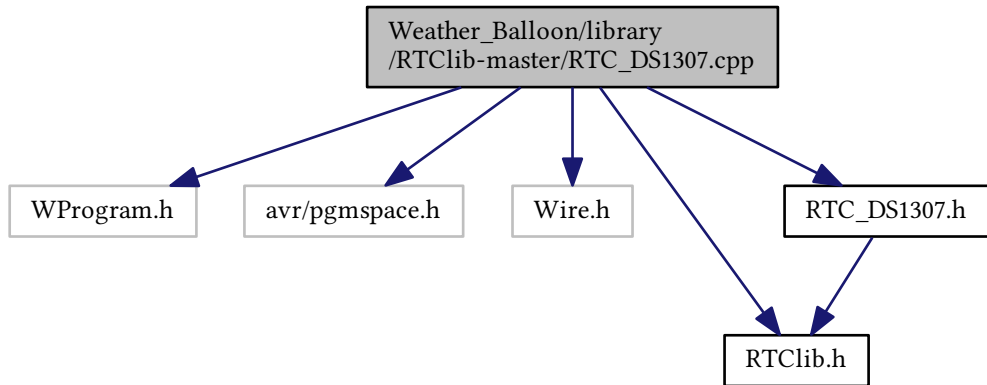 Weather_Balloon/library
/RTClib-master/RTC_DS1307.cpp
WProgram.h
avr/pgmspace.h
Wire.h
RTC_DS1307.h
RTClib.h